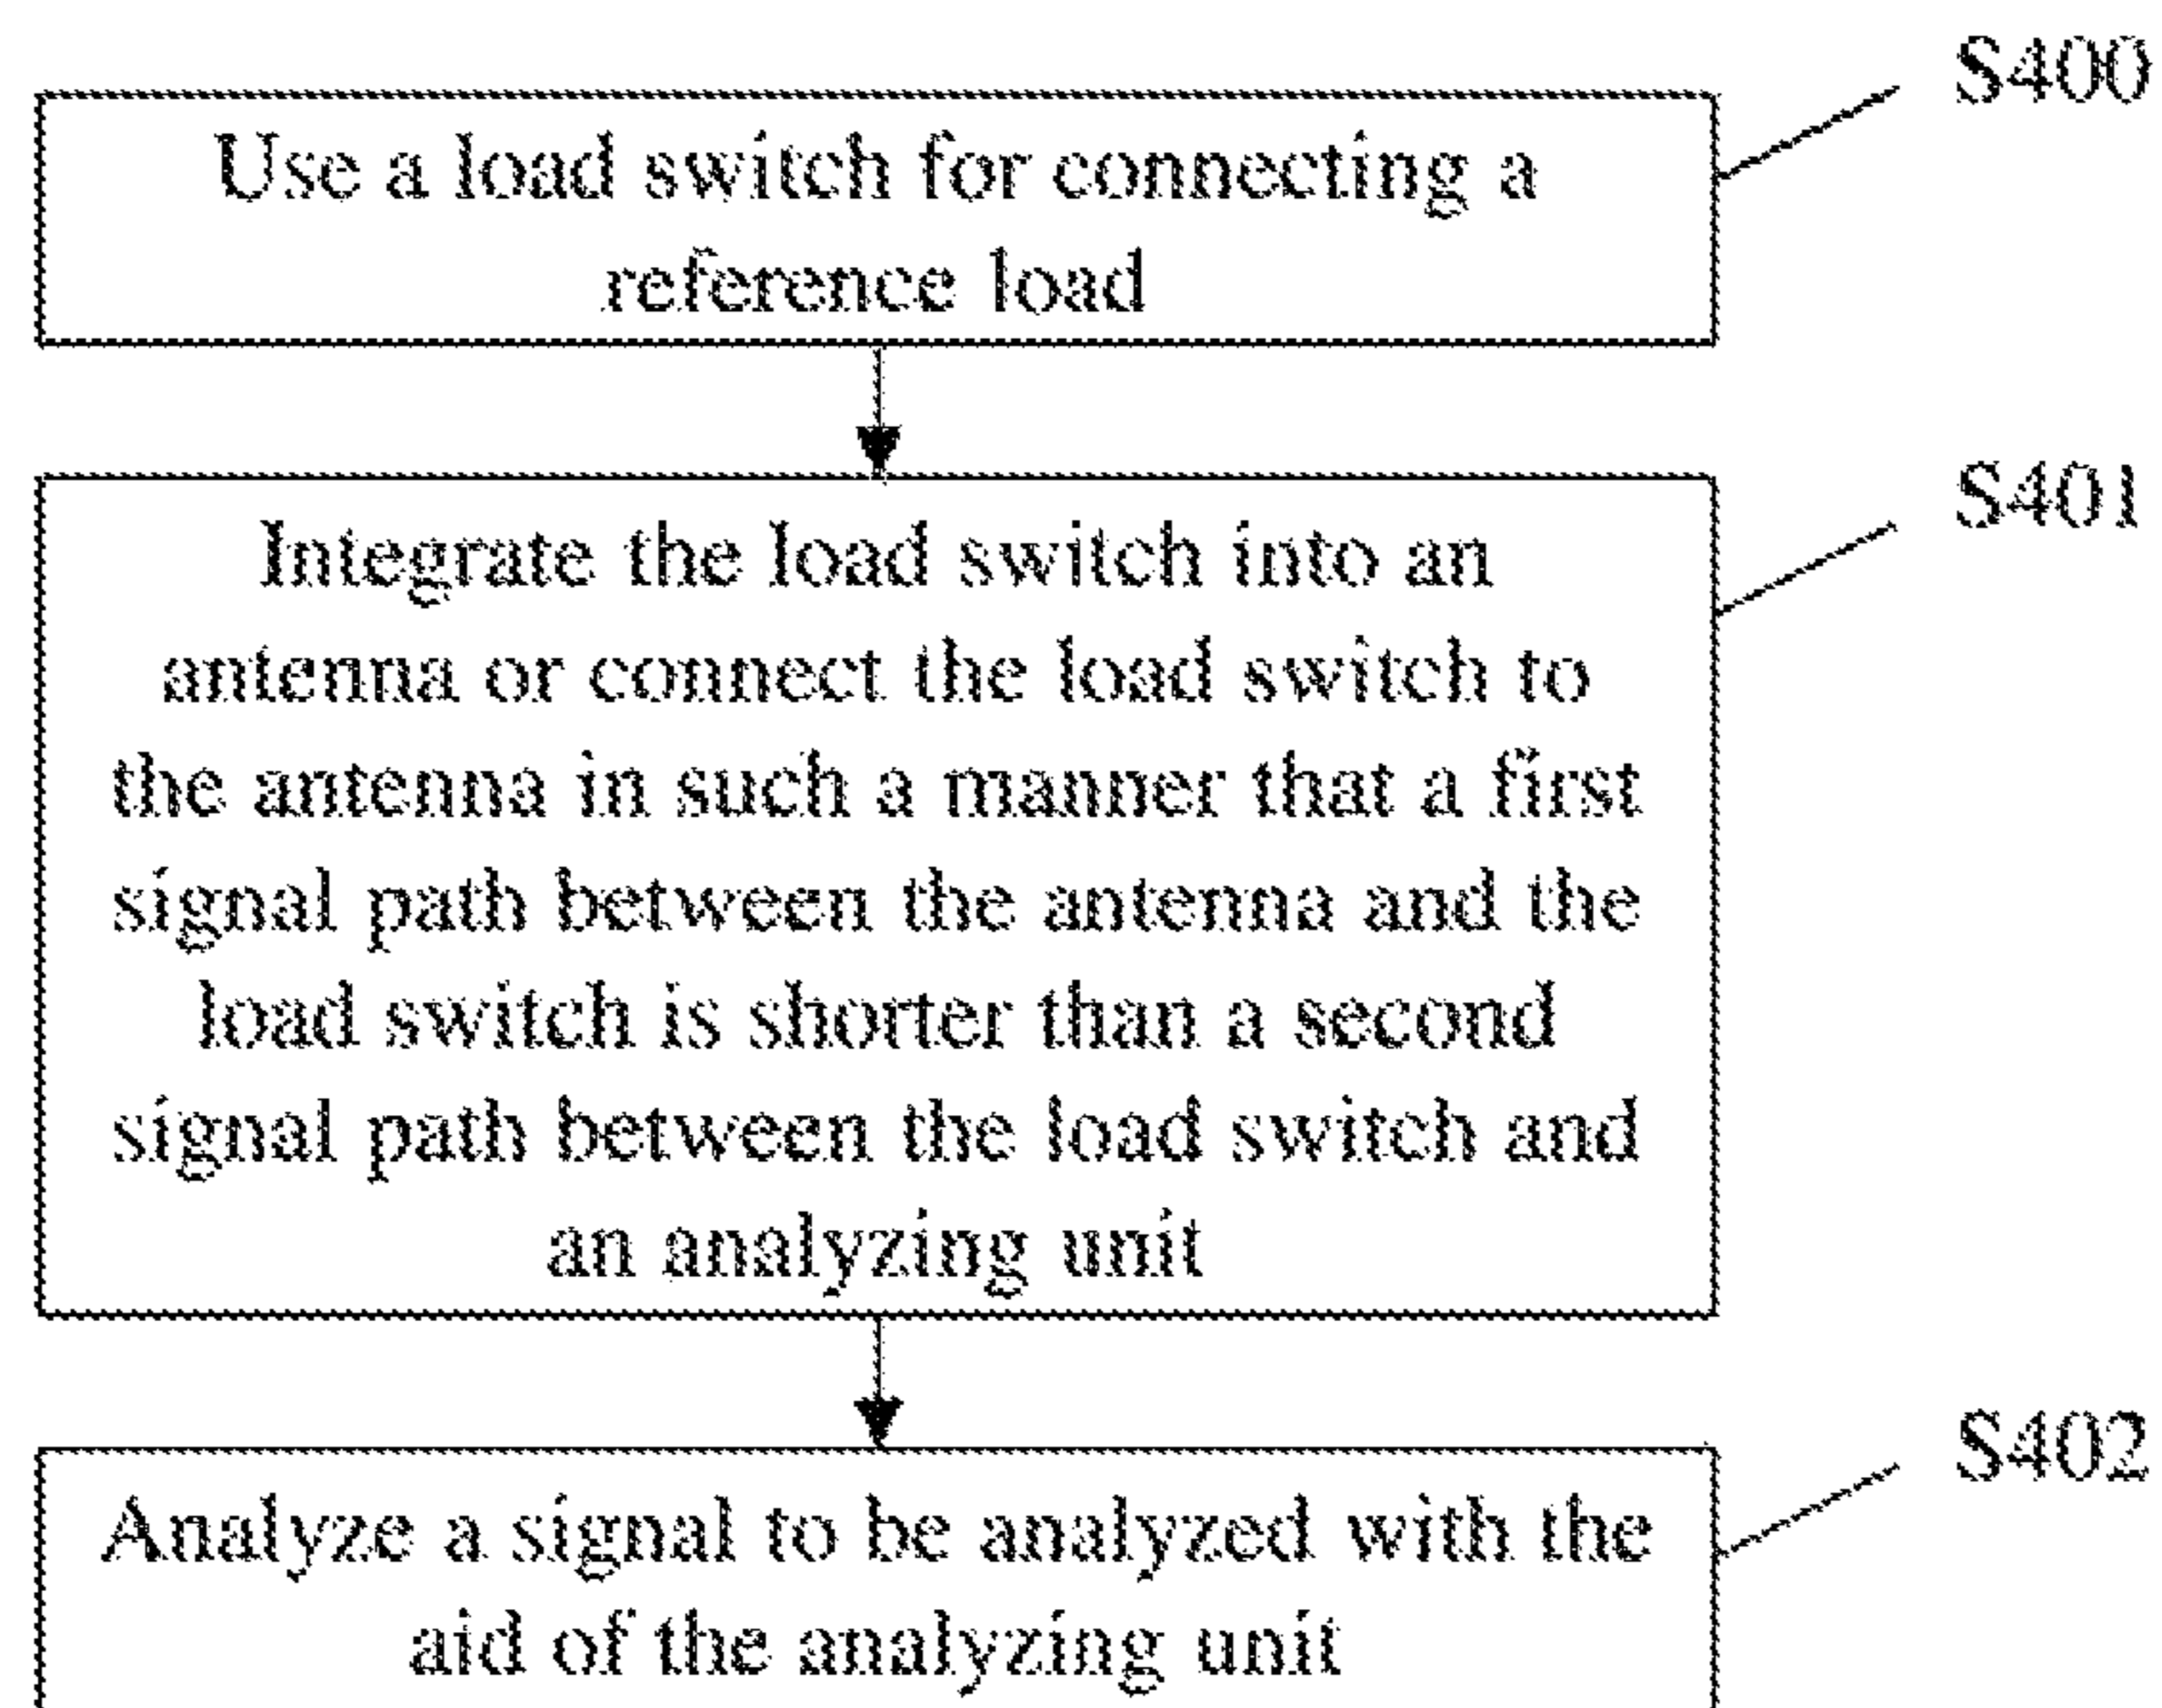 S400
Use a load switch for connecting a
reference load
S401
Integrate the load switch into an
antenna or connect the load switch to
the antenna in such a manner that a first
signal path between the antenna and the
load switch is shorter than a second
signal path between the load switch and
an analyzing unit
S402
Analyze a signal to be analyzed with the
aid of the analyzing unit